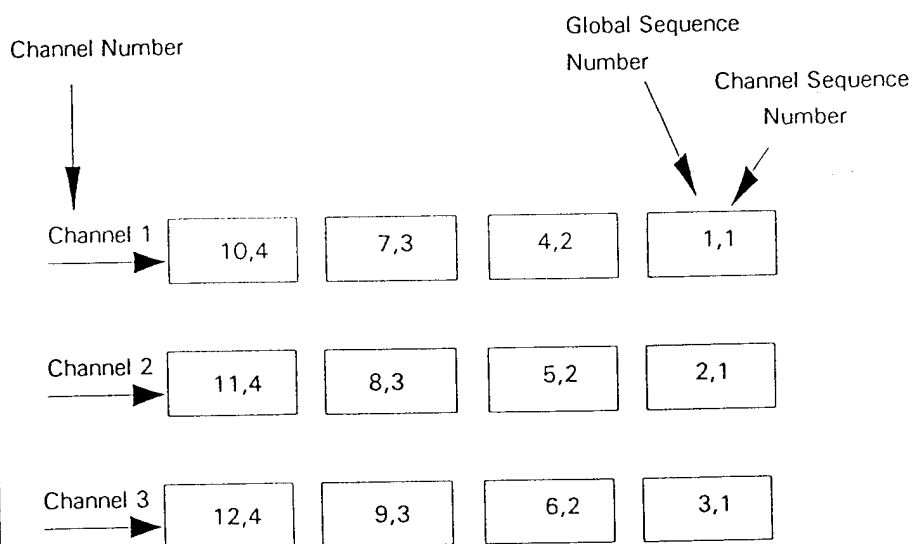 Channel Number
Global Sequence
Number
Channel Sequence
Number
Channel 1
10,4
7,3
4,2
1,1
Channel 2
11,4
8,3
5,2
2,1
Channel 3
12,4
9,3
6,2
3,1